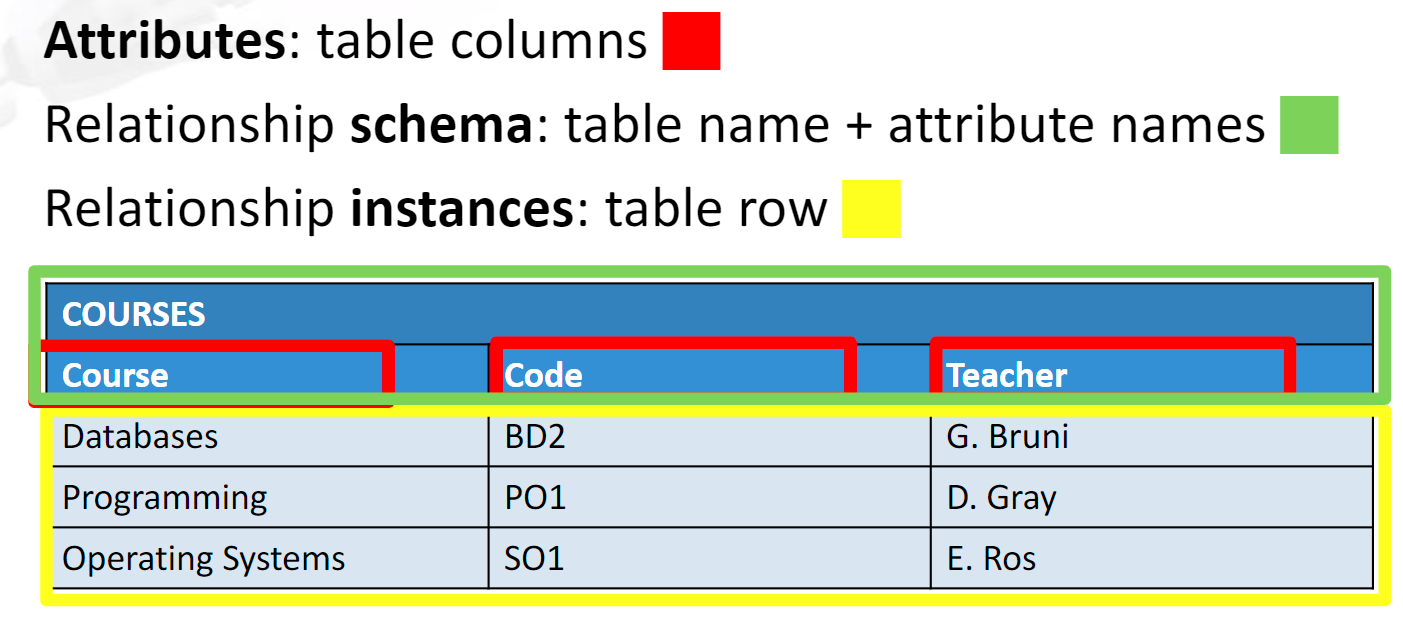 Attributes: table columns
Relationship schema: table name + attribute names
Relationship instances: table row
COURSES
Course Code Teacher
Databases BD2 G. Bruni
Programming PO1 D. Gray
Operating Systems SO1 E. Ros